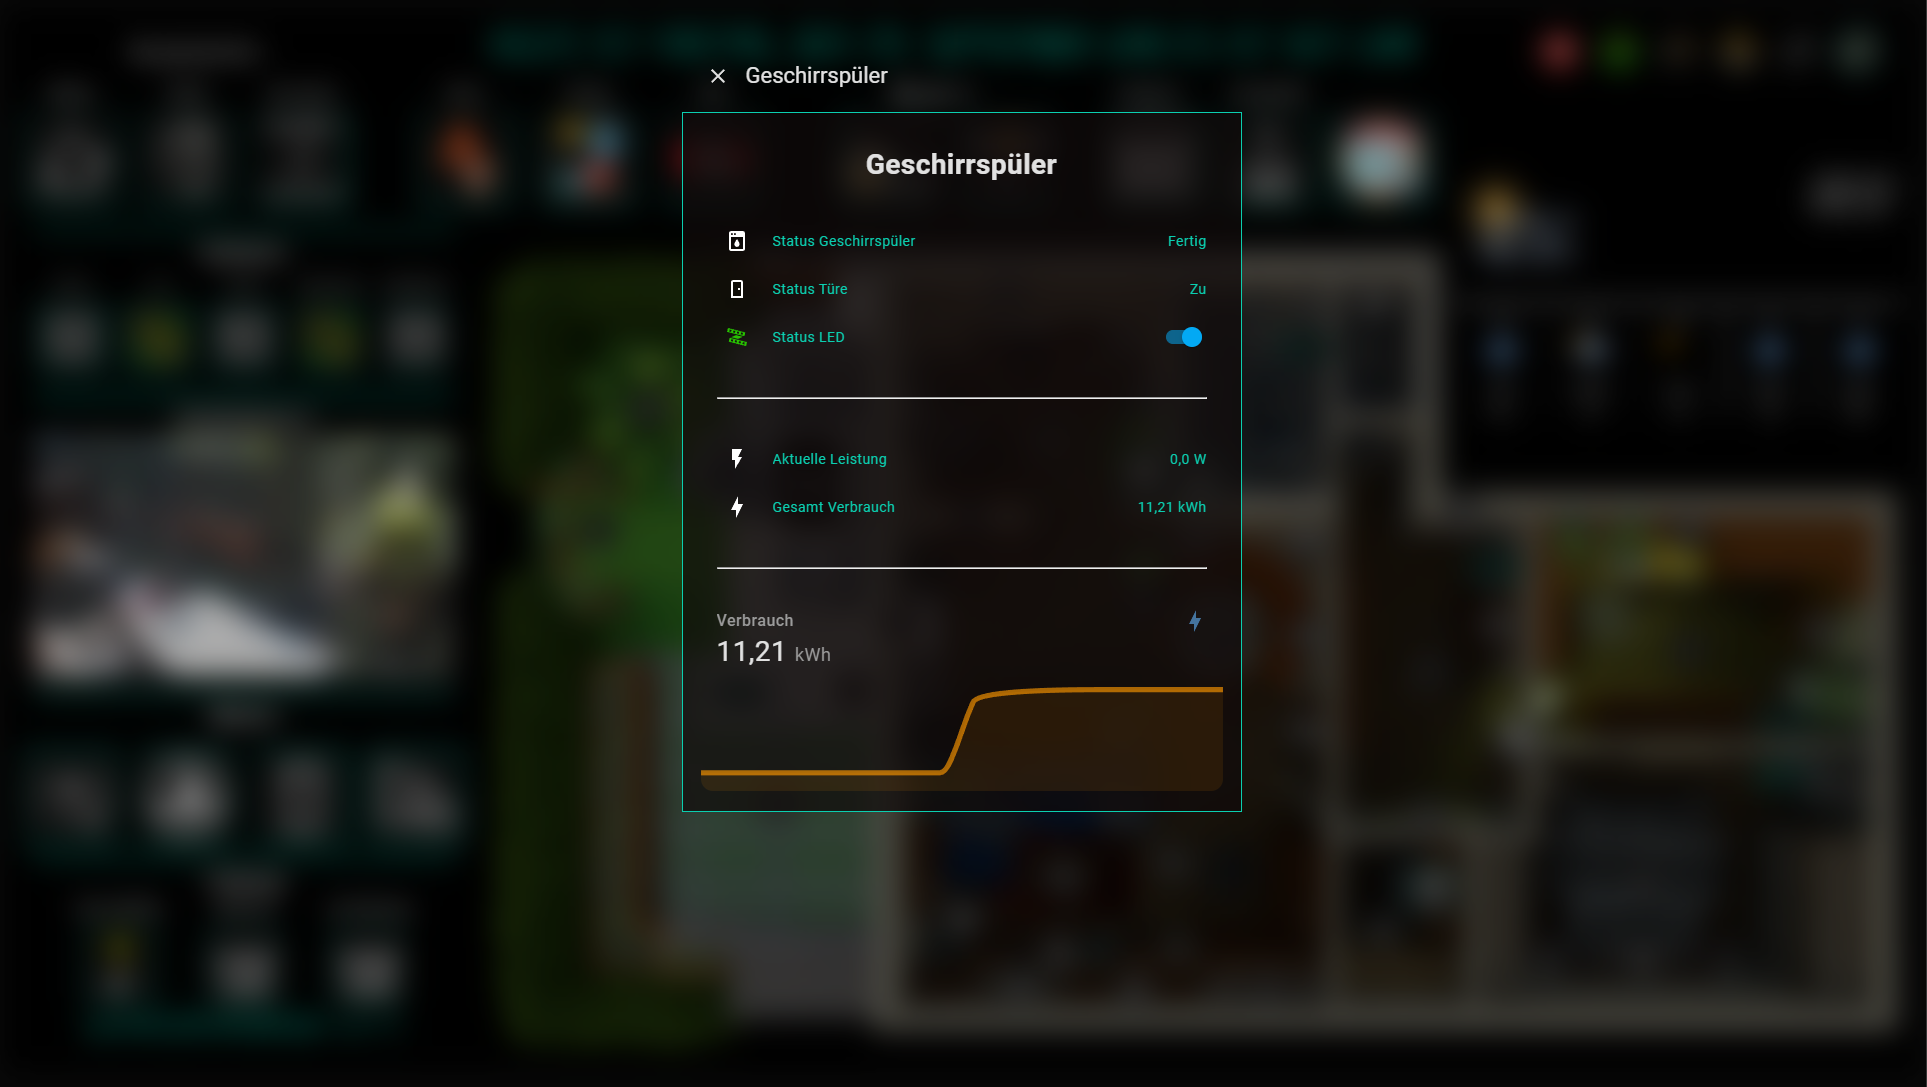 Geschirrspüler
Geschirrspüler
Status Geschirrspüler Fertig
Status Türe Zu
Status LED
Aktuelle Leistung 0,0 W
Gesamt Verbrauch 11,21 kWh
Verbrauch
11,21 kWh